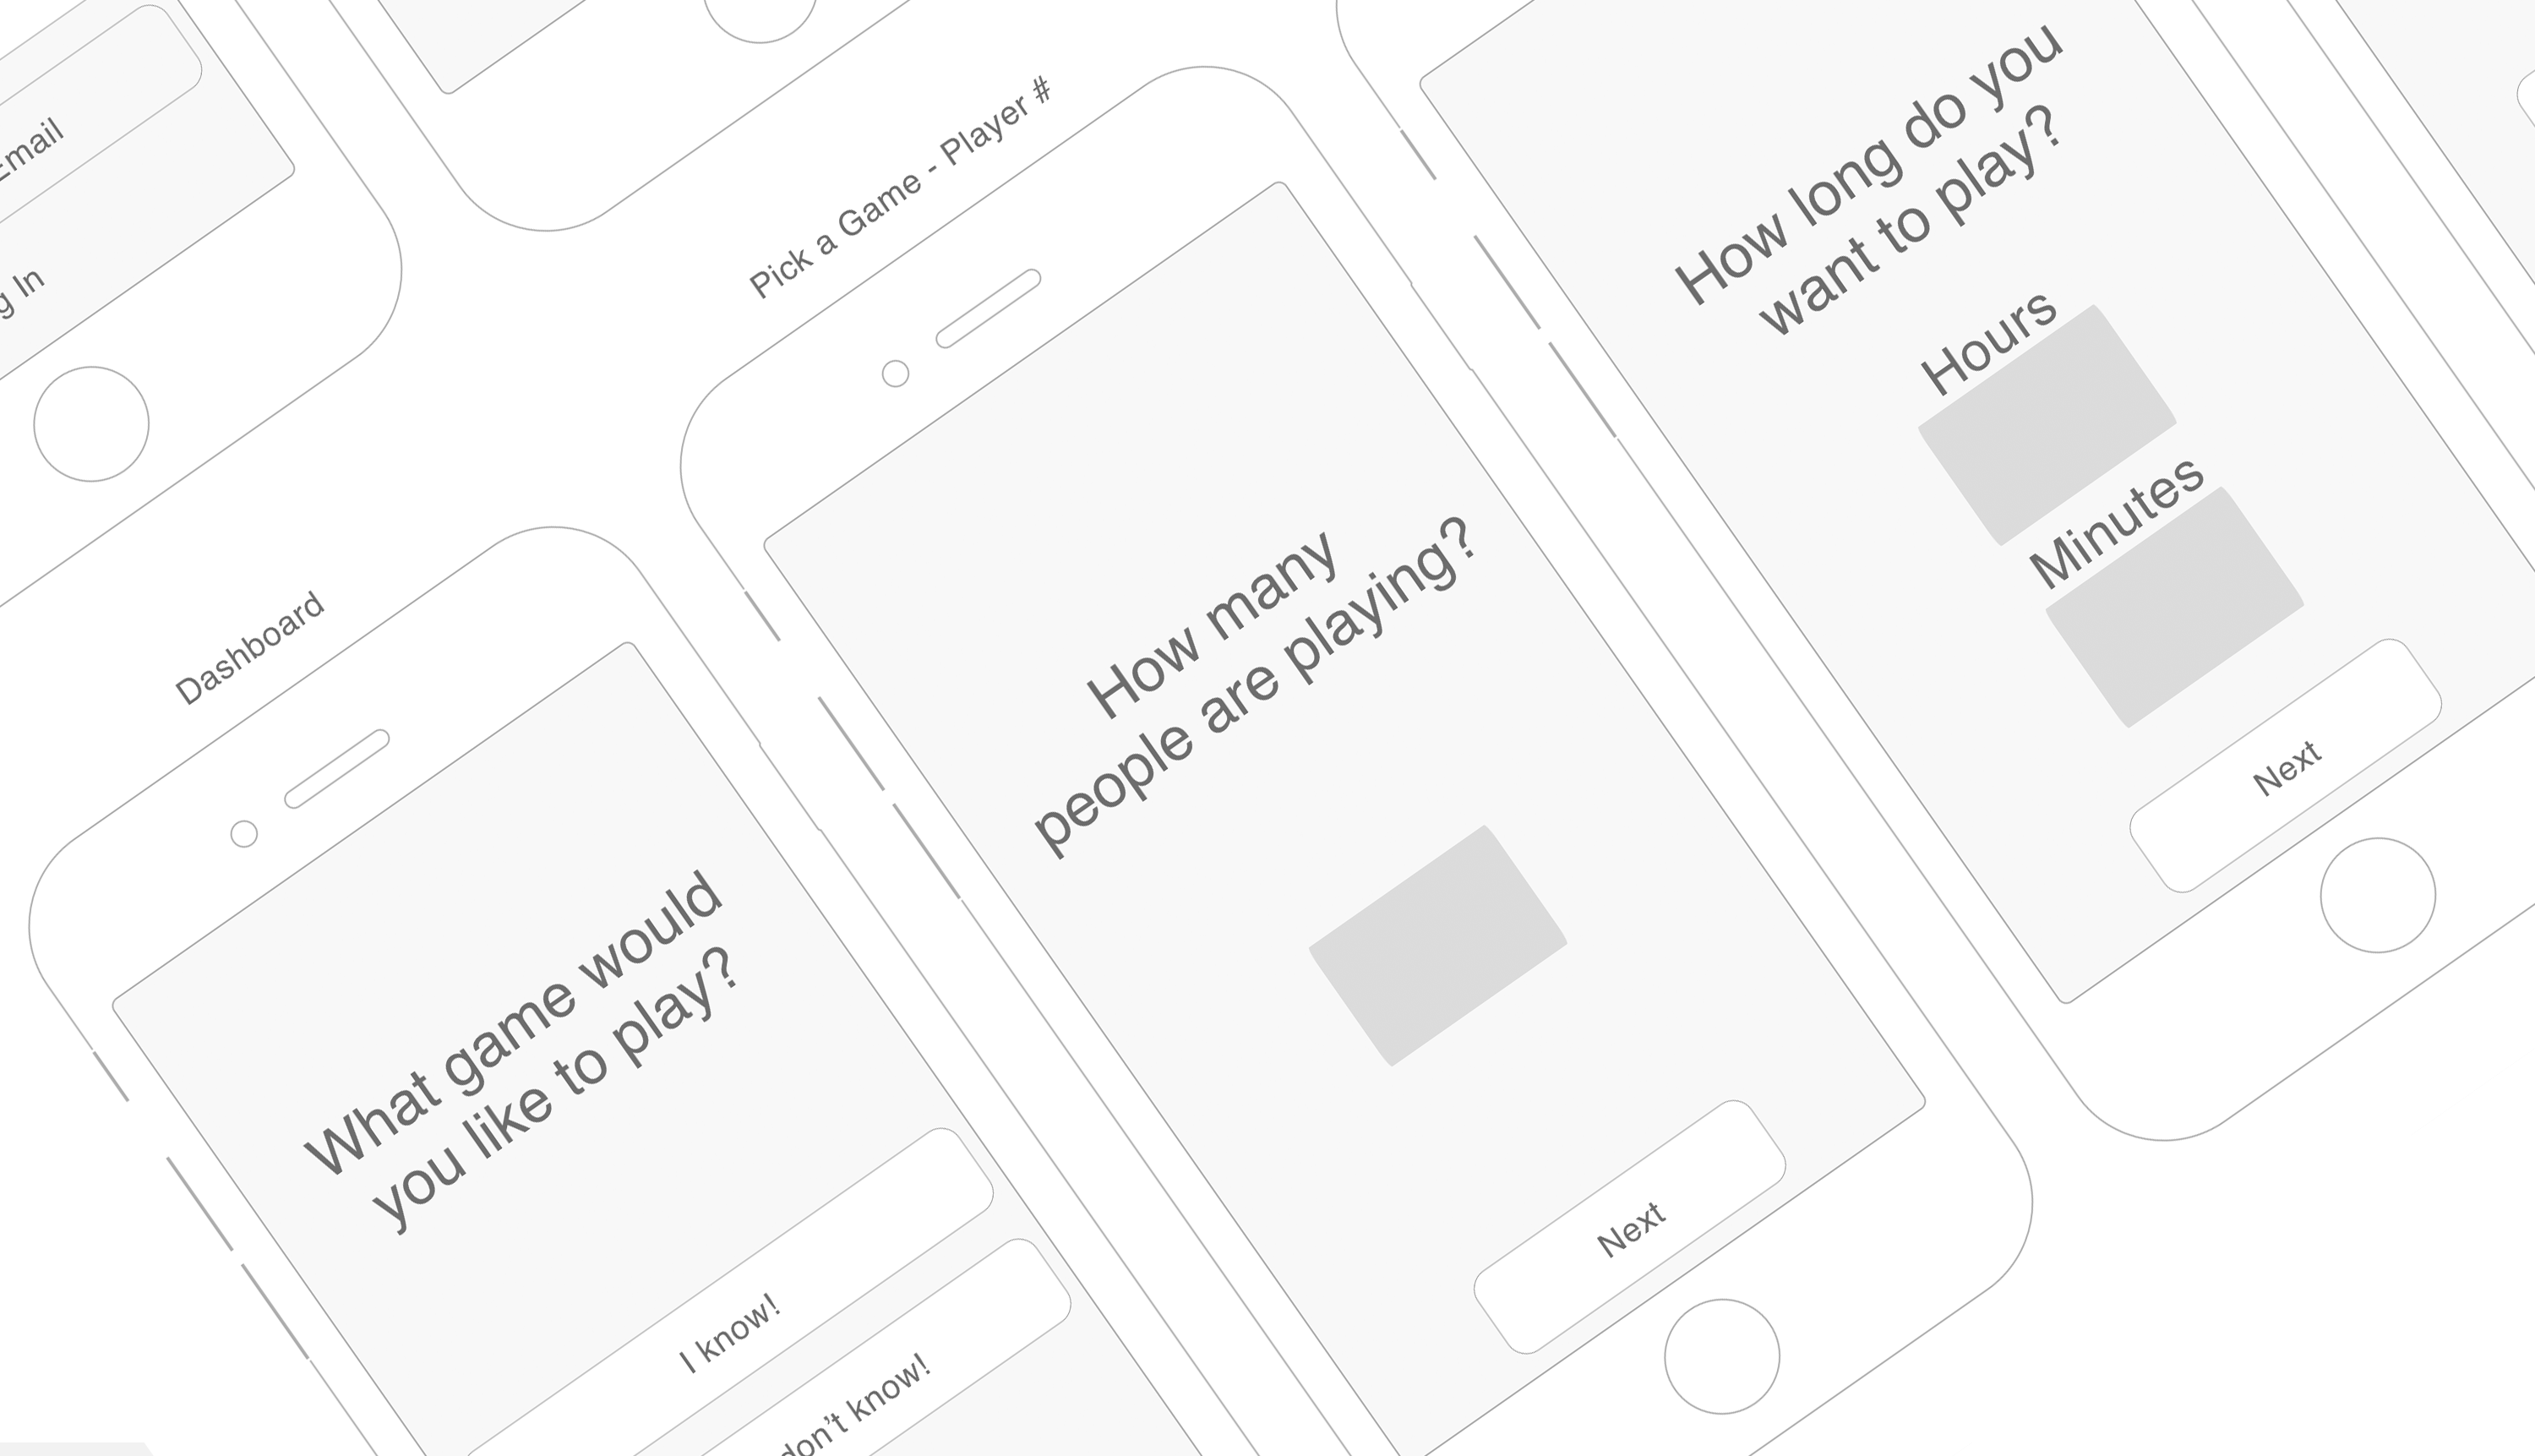 Email
g In
Dashboard
What game would
you like to play?
I know!
don't know!
Pick a Game - Player #
How many
people are playing?
Next
How long do you
want to play?
Hours
Minutes
Next